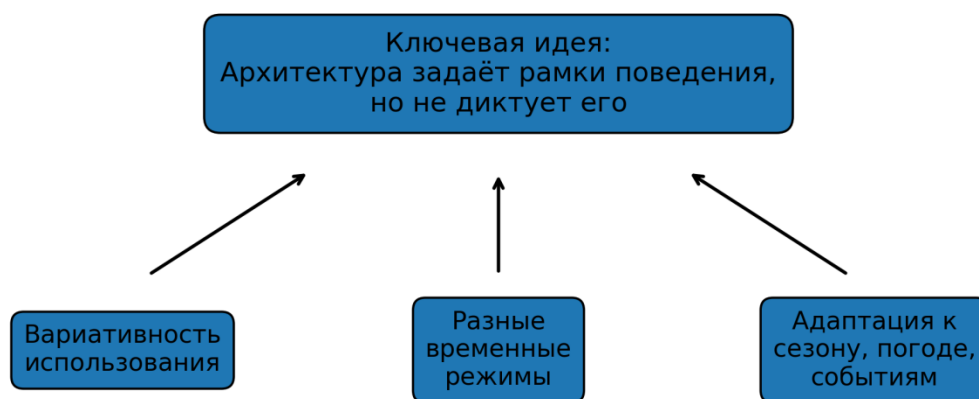 Ключевая идея:
Архитектура задаёт рамки поведения,
но не диктует его
Вариативность
использования
Разные
временные
режимы
Адаптация к
сезону, погоде,
событиям